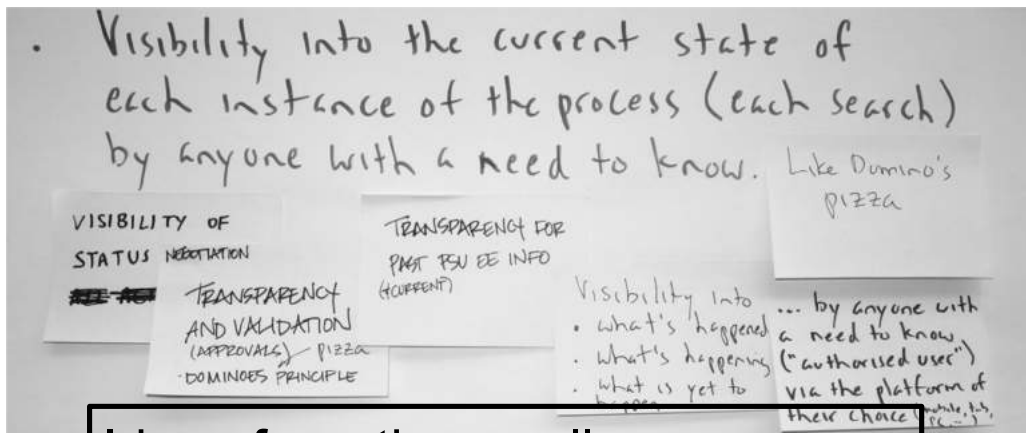 . Visibility into the current state of
each instance of the process (each search)
by anyone with a need to know.
Like Domino's
pizza
VISIBILITY OF
STATUS NEGOTIATION
TRANSPARENCY
AND VALIDATION
(APPROVALS) pizza
DOMINOES PRINCIPLE
TRANSPARENCY FOR
PAST PSU EE INFO
(+CURRENT)
Visibility into
• what's happened
• what's happening
• what is yet to
... by anyone with
a need to know,
("authorised user")
via the platform of
their choice (mobile, tab,
PC, ...)